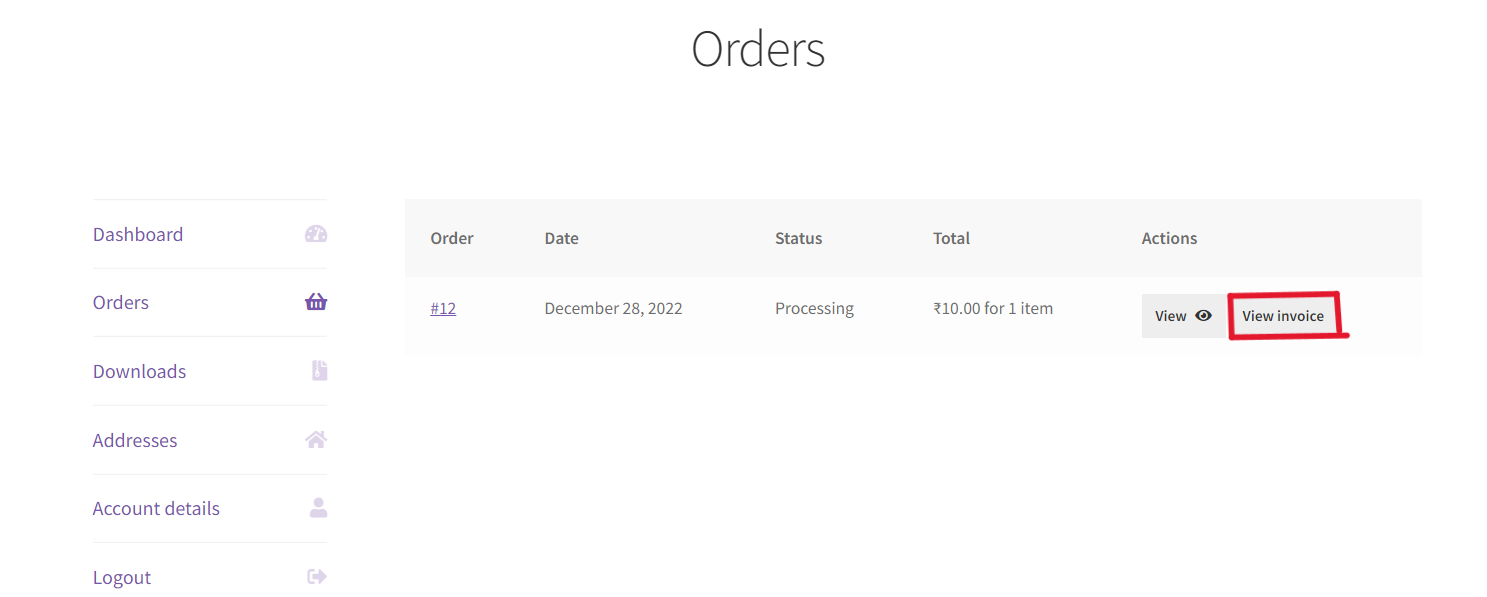 Orders
Dashboard
Orders
Downloads
Addresses
Account details
Logout
Order Date Status Total Actions
#12 December 28, 2022 Processing ₹10.00 for 1 item View View invoice